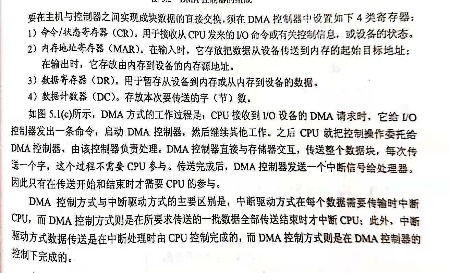 要在主机与控制器之间实现成块数据的直接交换,须在 DMA 控制器中设置如下 4 类寄存器:
1) 命令/状态寄存器 (CR)。用于接收从 CPU 发来的 I/O 命令或有关控制信息,或设备的状态。
2) 内存地址寄存器 (MAR)。在输入时,它存放把数据从设备传送到内存的起始目标地址;
在输出时,它存放由内存到设备的内存源地址。
3) 数据寄存器 (DR)。用于暂存从设备到内存或从内存到设备的数据。
4) 数据计数器 (DC)。存放本次要传送的字(节)数。
如图 5.1(c)所示,DMA 方式的工作过程是:CPU 接收到 I/O 设备的 DMA 请求时,它给 I/O
控制器发出一条命令,启动 DMA 控制器,然后继续其他工作。之后 CPU 就把控制操作委托给
DMA 控制器,由该控制器负责处理。DMA 控制器直接与存储器交互,传送整个数据块,每次传
送一个字,这个过程不需要 CPU 参与。传送完成后,DMA 控制器发送一个中断信号给处理器。
因此只有在传送开始和结束时才需要 CPU 的参与。
DMA 控制方式与中断驱动方式的主要区别是,中断驱动方式在每个数据需要传输时中断
CPU,而 DMA 控制方式则是在所要求传送的一批数据全部传送结束时才中断 CPU;此外,中断
驱动方式数据传送是在中断处理时由 CPU 控制完成的,而 DMA 控制方式则是在 DMA 控制器的
控制下完成的。